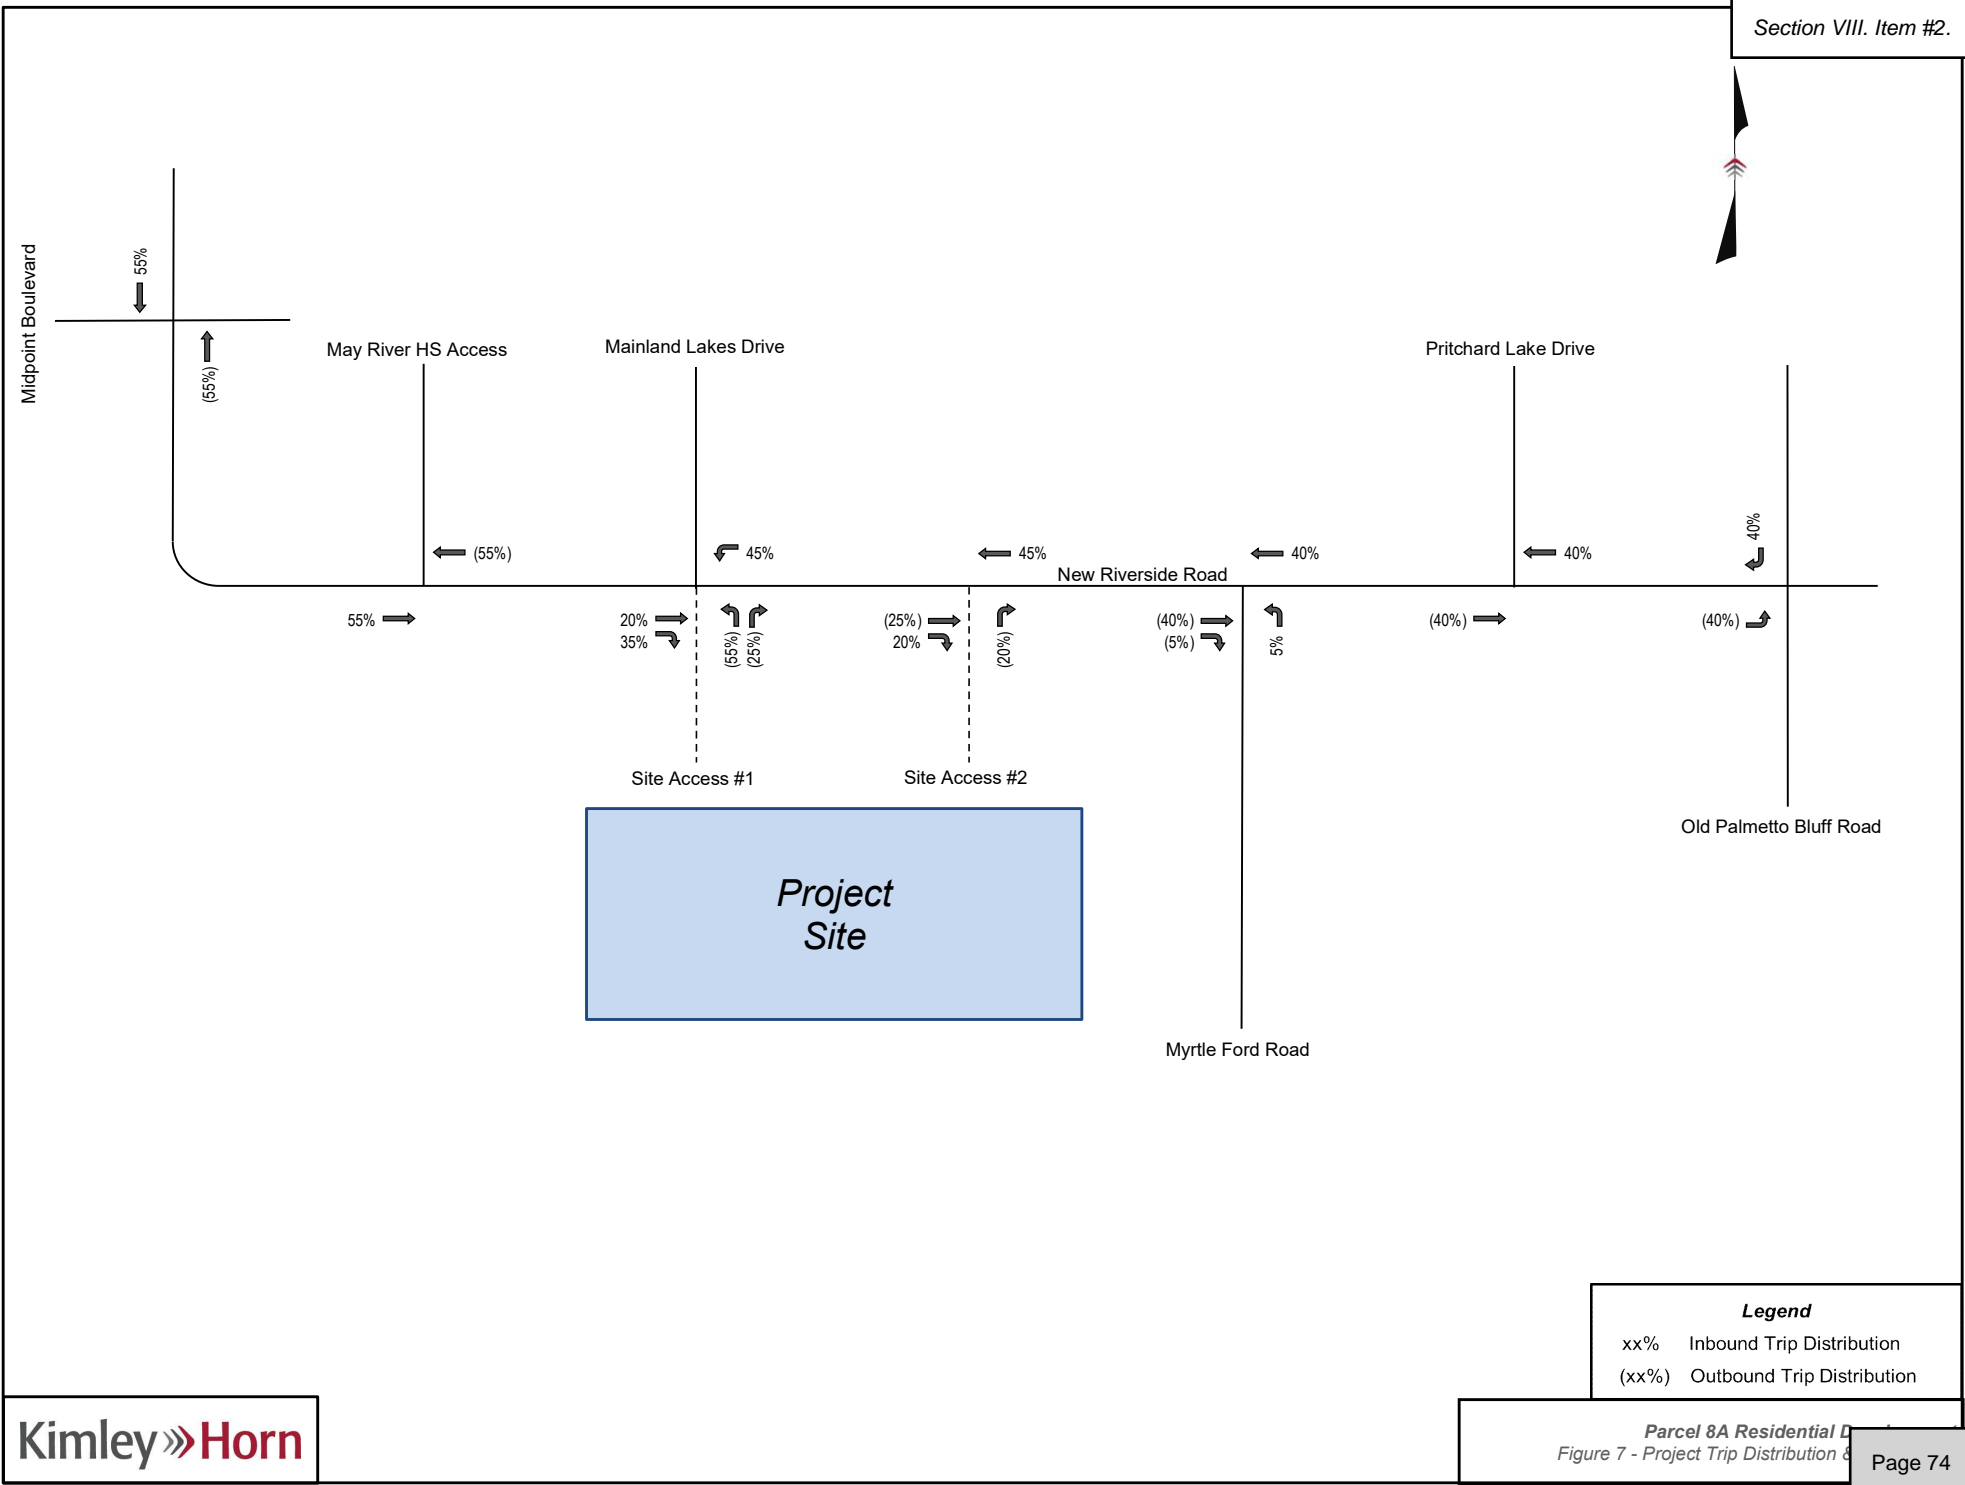 Section VIII. Item #2.
55%
Midpoint Boulevard
(55%)
May River HS Access
Mainland Lakes Drive
Pritchard Lake Drive
(55%)
45%
45%
40%
40%
40%
New Riverside Road
55%
20%
35%
(55%)
(25%)
(25%)
20%
(20%)
(40%)
(5%)
5%
(40%)
(40%)
Site Access #1
Site Access #2
Old Palmetto Bluff Road
Project
Site
Myrtle Ford Road
Legend
xx% Inbound Trip Distribution
(xx%) Outbound Trip Distribution
Kimley Horn
Parcel 8A Residential
Figure 7 - Project Trip Distribution &
Page 74